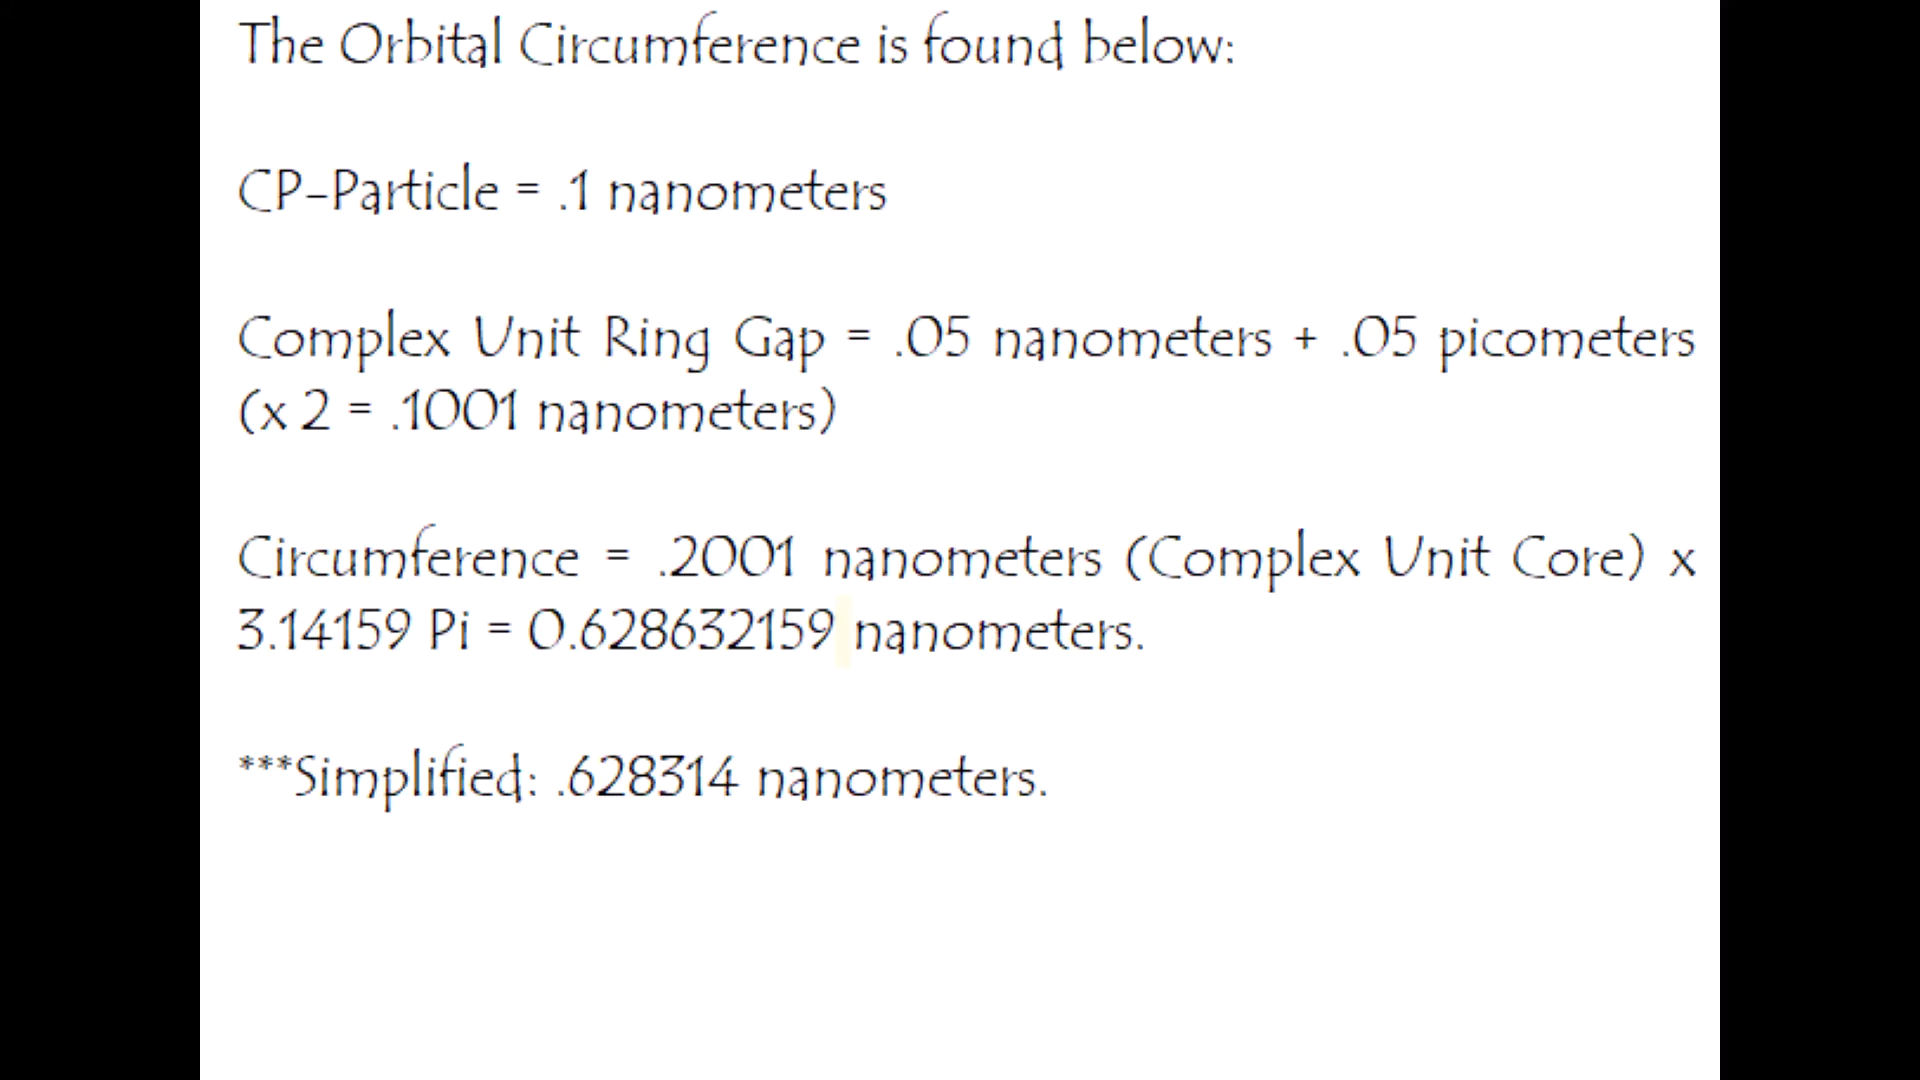 The Orbital Circumference is found below:
CP-Particle = .1 nanometers
Complex Unit Ring Gap = .05 nanometers + .05 picometers
(x 2 = .1001 nanometers)
Circumference = .2001 nanometers (Complex Unit Core) x
3.14159 Pi = 0.628632159 nanometers.
***Simplified: .628314 nanometers.